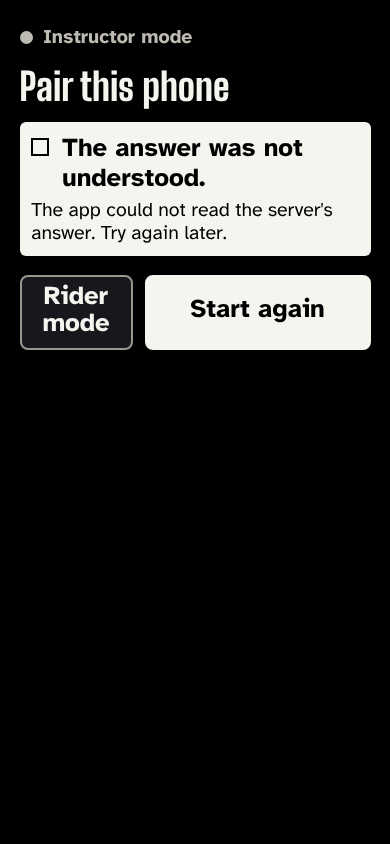 Instructor mode
Pair this phone
The answer was not
understood.
The app could not read the server's
answer. Try again later.
Rider
mode
Start again